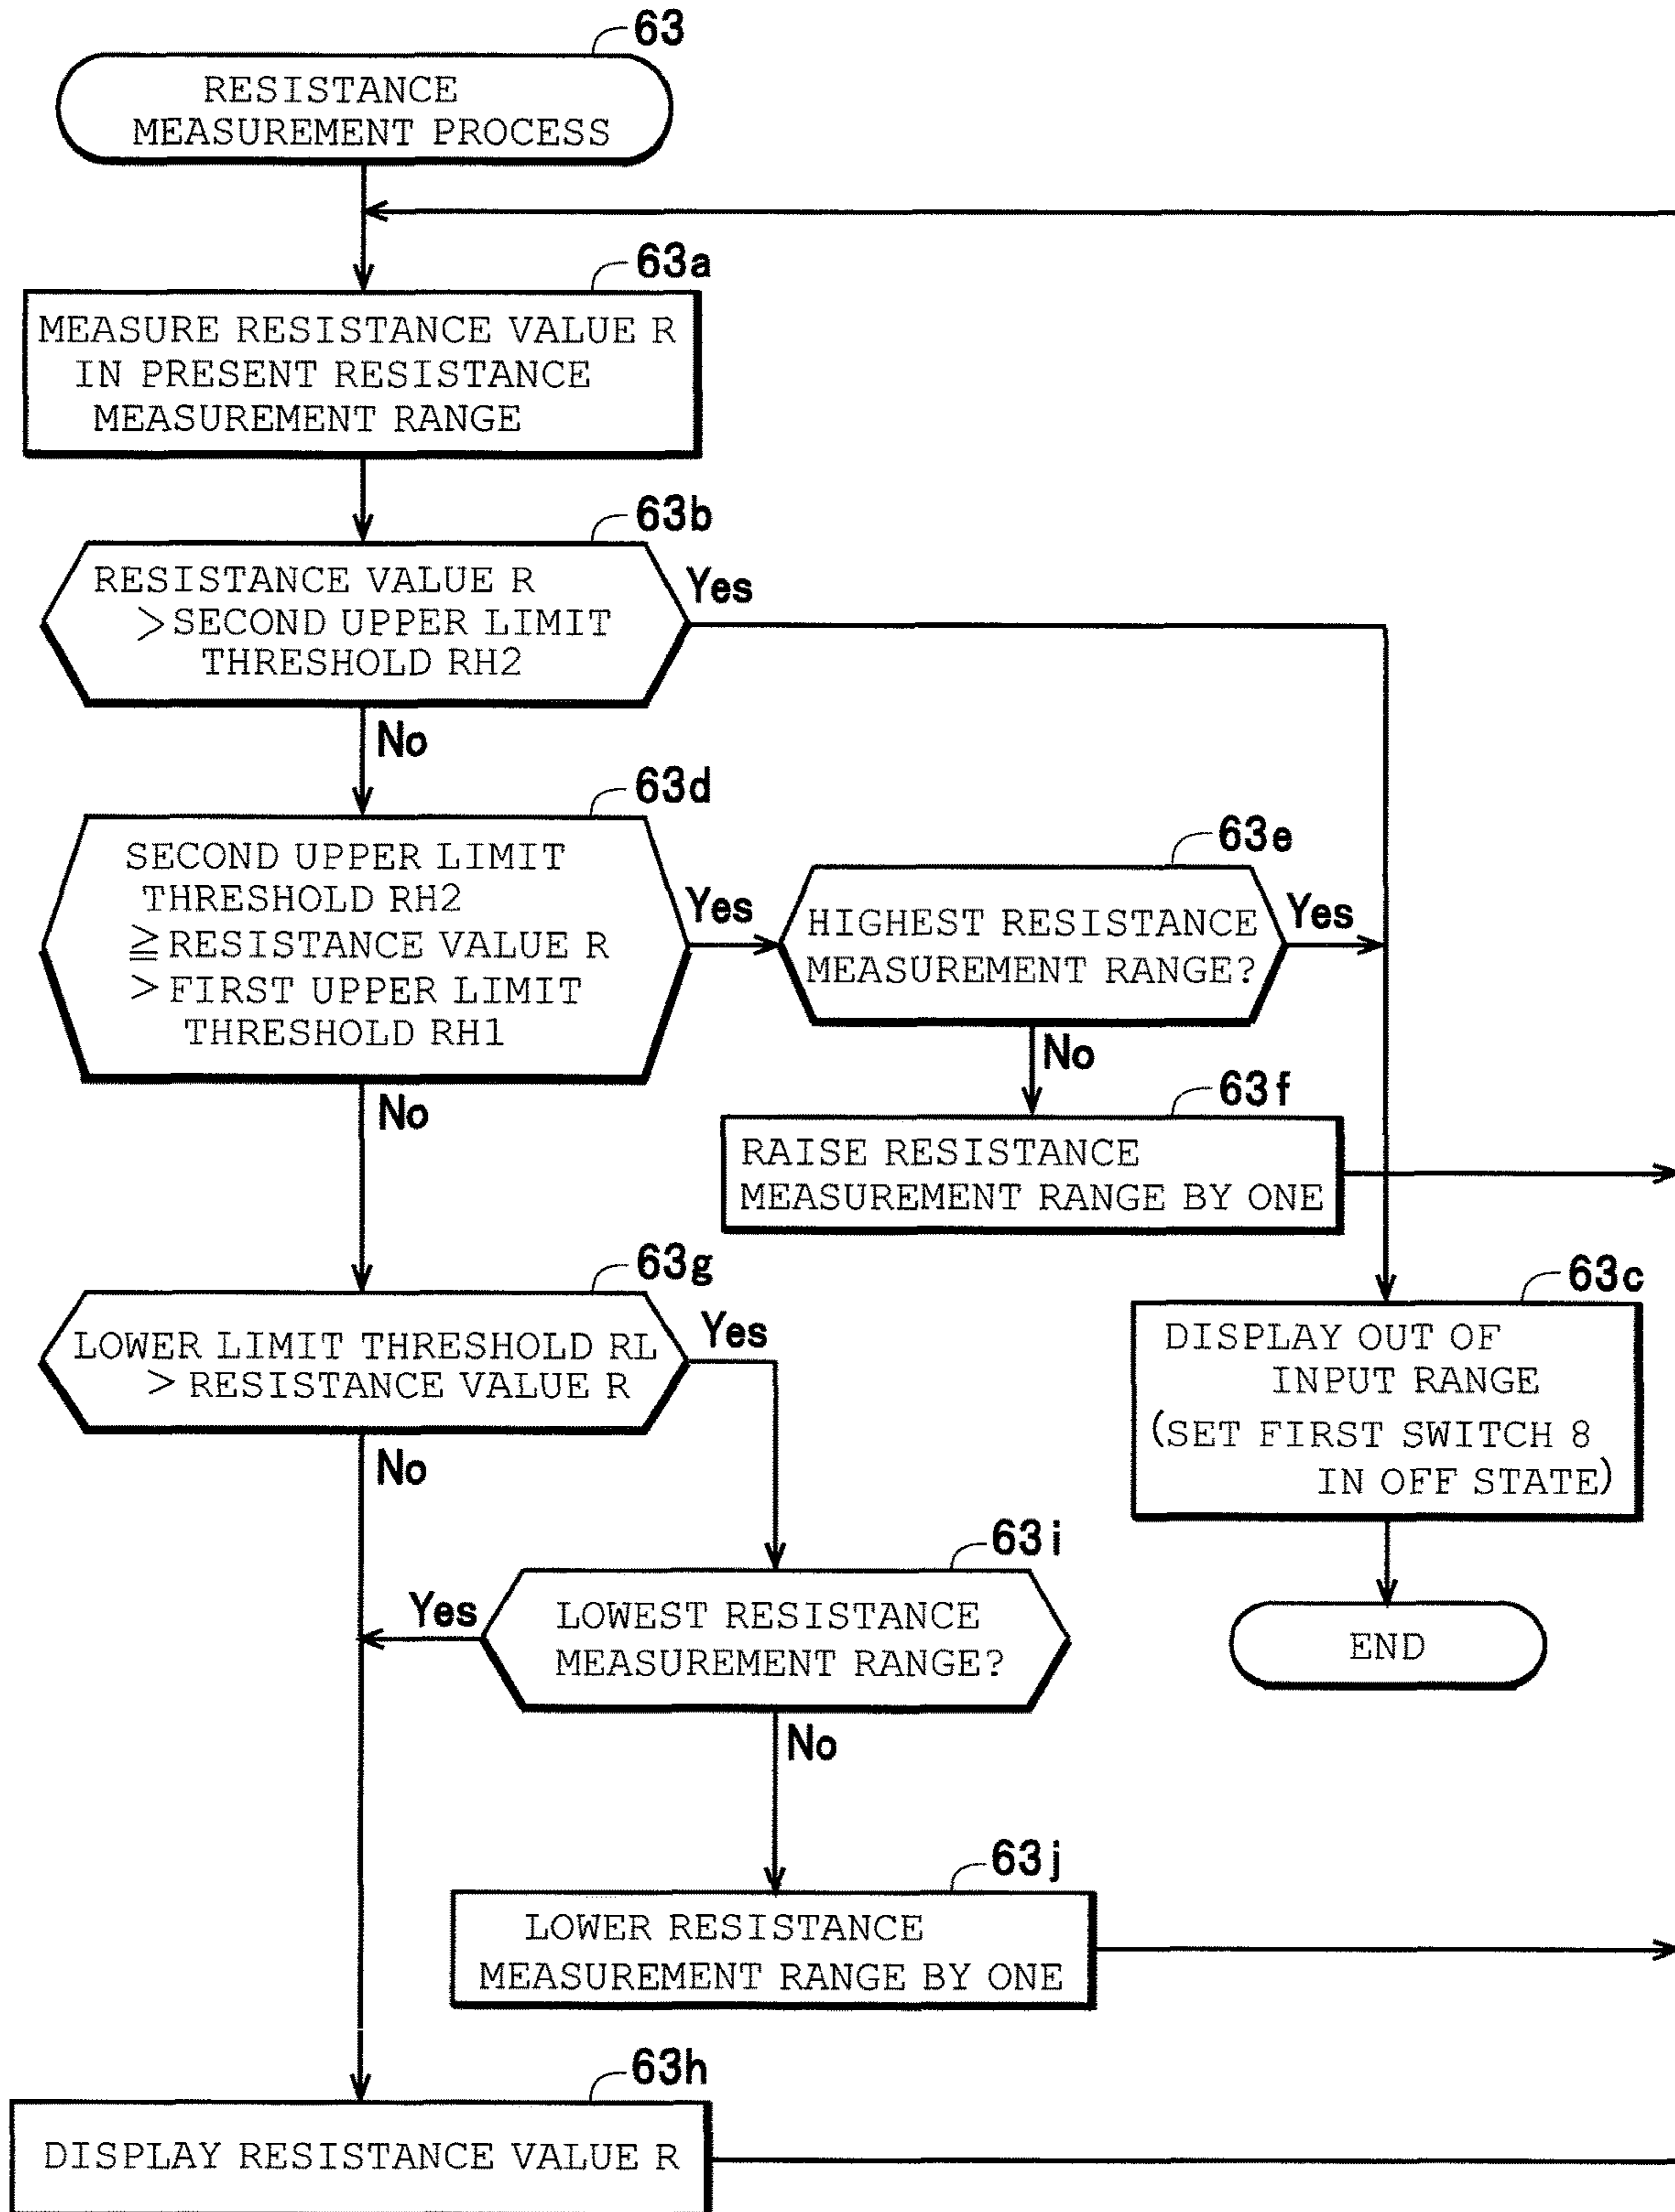 63
RESISTANCE
MEASUREMENT PROCESS
63a
MEASURE RESISTANCE VALUE R
IN PRESENT RESISTANCE
MEASUREMENT RANGE
63b
RESISTANCE VALUE R
>SECOND UPPER LIMIT
THRESHOLD RH2
Yes
No
63d
SECOND UPPER LIMIT
THRESHOLD RH2
≧RESISTANCE VALUE R
>FIRST UPPER LIMIT
THRESHOLD RH1
Yes
No
63e
HIGHEST RESISTANCE
MEASUREMENT RANGE?
Yes
No
63f
RAISE RESISTANCE
MEASUREMENT RANGE BY ONE
63g
LOWER LIMIT THRESHOLD RL
> RESISTANCE VALUE R
Yes
No
63c
DISPLAY OUT OF
INPUT RANGE
(SET FIRST SWITCH 8
IN OFF STATE)
END
63i
LOWEST RESISTANCE
MEASUREMENT RANGE?
Yes
No
63j
LOWER RESISTANCE
MEASUREMENT RANGE BY ONE
63h
DISPLAY RESISTANCE VALUE R